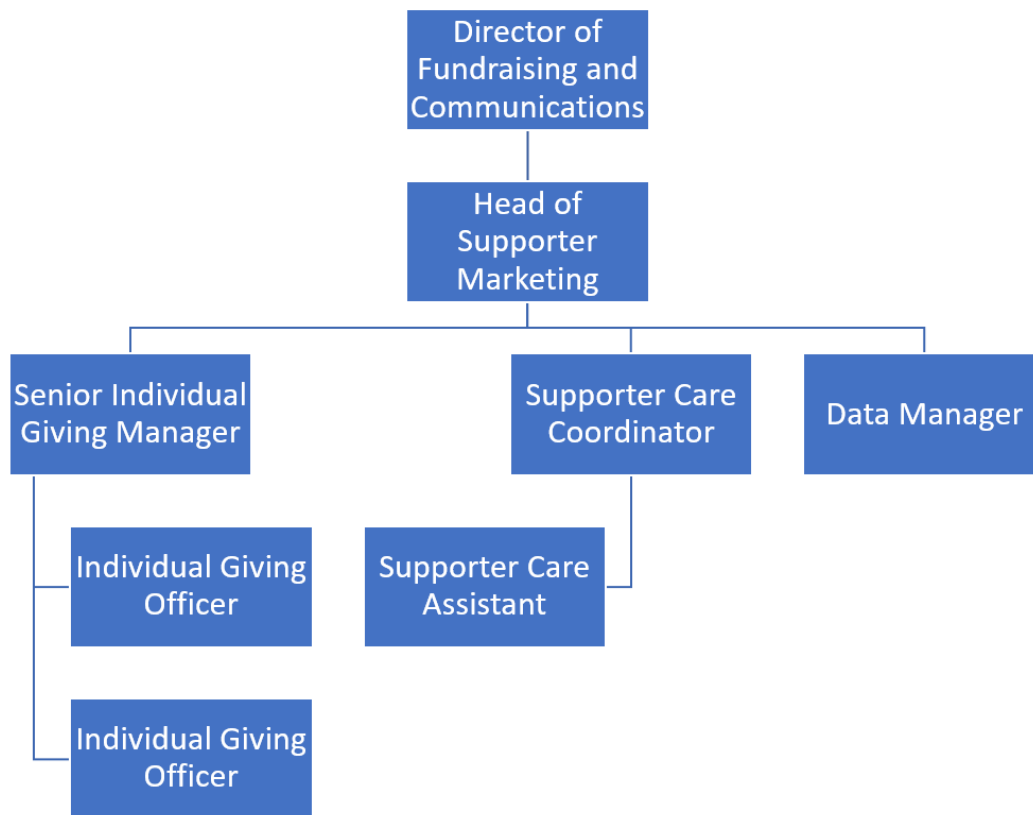 Director of
Fundraising and
Communications
Head of
Supporter
Marketing
Senior Individual
Giving Manager
Supporter Care
Coordinator
Data Manager
Individual Giving
Officer
Supporter Care
Assistant
Individual Giving
Officer